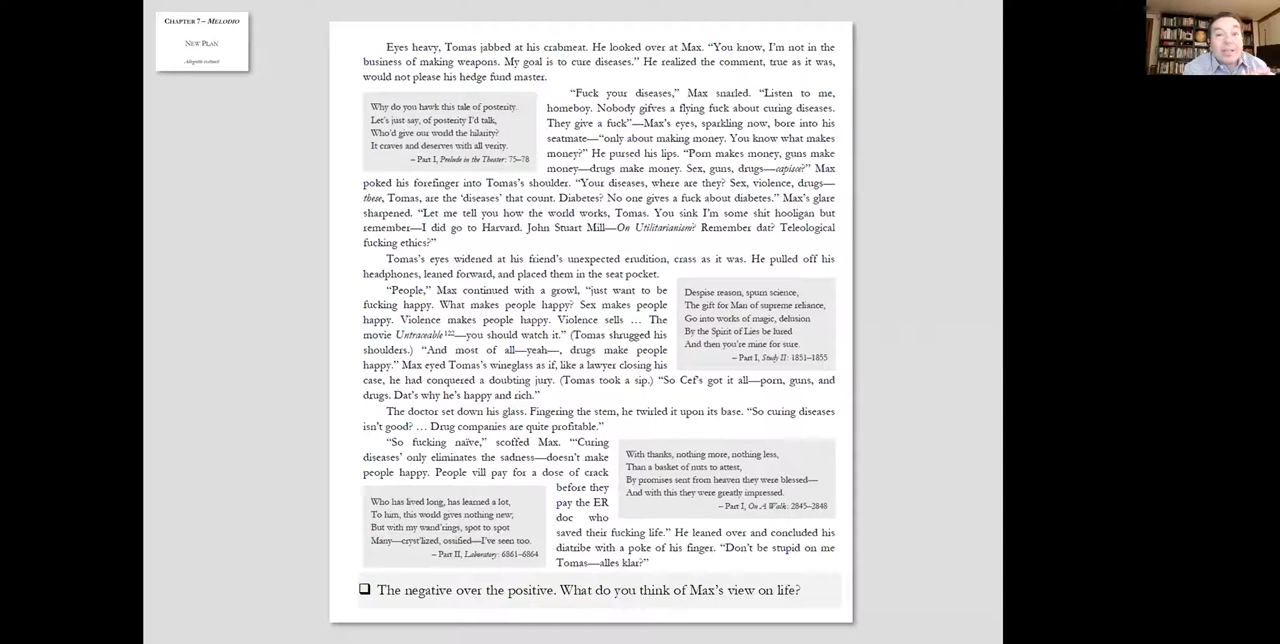 CHAPTER 7 – MELODIO
NEW PLAN
Eyes heavy, Tomas jabbed at his crabmeat. He looked over at Max. “You know, I’m not in the
business of making weapons. My goal is to cure diseases.” He realized the comment, true as it was,
would not please his hedge fund master.
“Fuck your diseases,” Max snarled. “Listen to me,
homeboy. Nobody gifves a flying fuck about curing diseases.
They give a fuck”—Max’s eyes, sparkling now, bore into his
seatmate—“only about making money. You know what makes
money?” He pursed his lips. “Porn makes money, guns make
money—drugs make money. Sex, guns, drugs—capisce?” Max
Why do you hawk this tale of posterity.
Let’s just say, of posterity I’d talk,
Who’d give our world the hilarity?
It craves and deserves with all verity.
– Part I, Prelude in the Theater: 75–78
poked his forefinger into Tomas’s shoulder. “Your diseases, where are they? Sex, violence, drugs—
these, Tomas, are the ‘diseases’ that count. Diabetes? No one gives a fuck about diabetes.” Max’s glare
sharpened. “Let me tell you how the world works, Tomas. You sink I’m some shit hooligan but
remember—I did go to Harvard. John Stuart Mill—On Utilitarianism? Remember dat? Teleological
fucking ethics?”
Tomas’s eyes widened at his friend’s unexpected erudition, crass as it was. He pulled off his
headphones, leaned forward, and placed them in the seat pocket.
“People,” Max continued with a growl, “just want to be
fucking happy. What makes people happy? Sex makes people
happy. Violence makes people happy. Violence sells … The
movie Untraceable122—you should watch it.” (Tomas shrugged his
shoulders.) “And most of all—yeah—, drugs make people
happy.” Max eyed Tomas’s wineglass as if, like a lawyer closing his
Despise reason, spurn science,
The gift for Man of supreme reliance,
Go into works of magic, delusion
By the Spirit of Lies be lured
And then you’re mine for sure.
– Part I, Study II: 1851–1855
case, he had conquered a doubting jury. (Tomas took a sip.) “So Cef’s got it all—porn, guns, and
drugs. Dat’s why he’s happy and rich.”
The doctor set down his glass. Fingering the stem, he twirled it upon its base. “So curing diseases
isn’t good? … Drug companies are quite profitable.”
“So fucking naïve,” scoffed Max. “‘Curing
diseases’ only eliminates the sadness—doesn’t make
people happy. People vill pay for a dose of crack
With thanks, nothing more, nothing less,
Than a basket of nuts to attest,
By promises sent from heaven they were blessed—
And with this they were greatly impressed.
– Part I, On A Walk: 2845–2848
before they
pay the ER
doc who
Who has lived long, has learned a lot,
To him, this world gives nothing new;
But with my wand’rings, spot to spot
Many—cryst’lized, ossified—I’ve seen too.
– Part II, Laboratory: 6861–6864
saved their fucking life.” He leaned over and concluded his
diatribe with a poke of his finger. “Don’t be stupid on me
Tomas—alles klar?”
❑ The negative over the positive. What do you think of Max’s view on life?